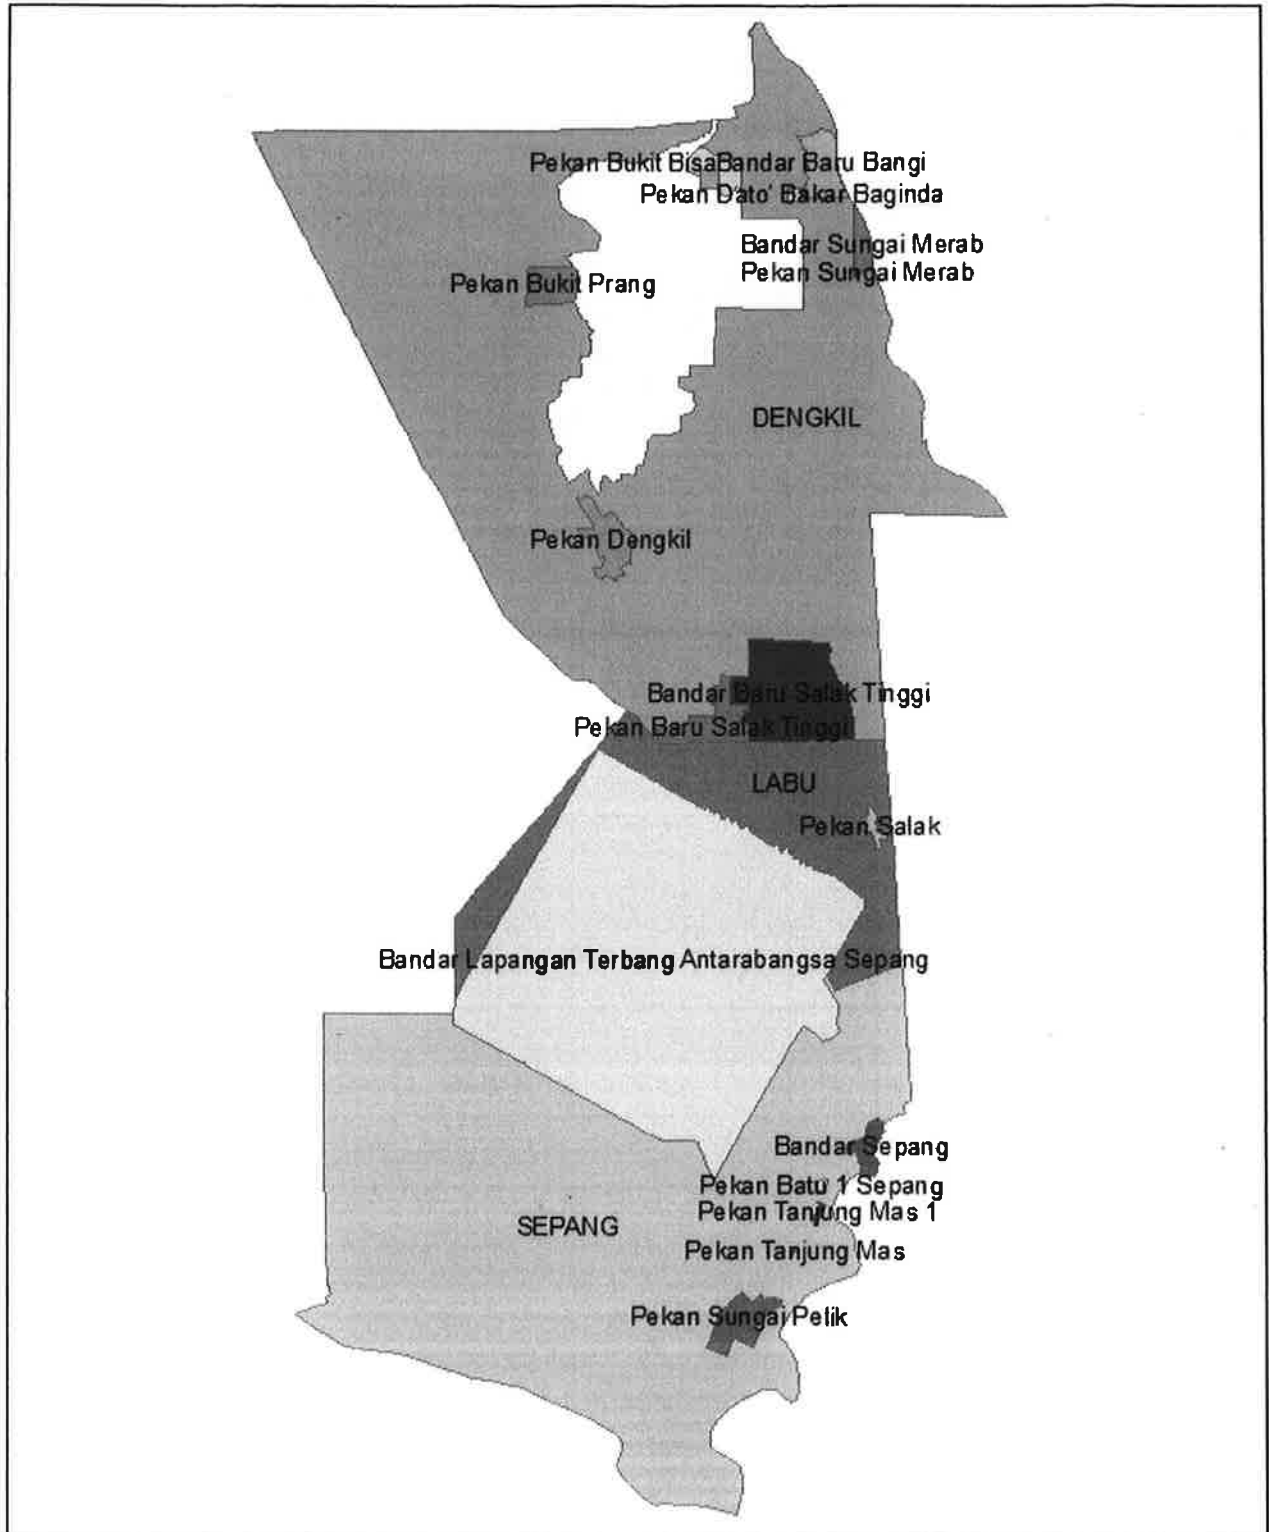 Pekan Bukit Bisa Bandar Baru Bangi
Pekan Dato' Bakar Baginda
Bandar Sungai Merab
Pekan Sungai Merab
Pekan Bukit Prang
DENGKIL
Pekan Dengkil
Bandar Baru Salak Tinggi
Pekan Baru Salak Tinggi
LABU
Pekan Salak
Bandar Lapangan Terbang Antarabangsa Sepang
Bandar Sepang
Pekan Batu 1 Sepang
Pekan Tanjung Mas 1
SEPANG
Pekan Tanjung Mas
Pekan Sungai Pelik